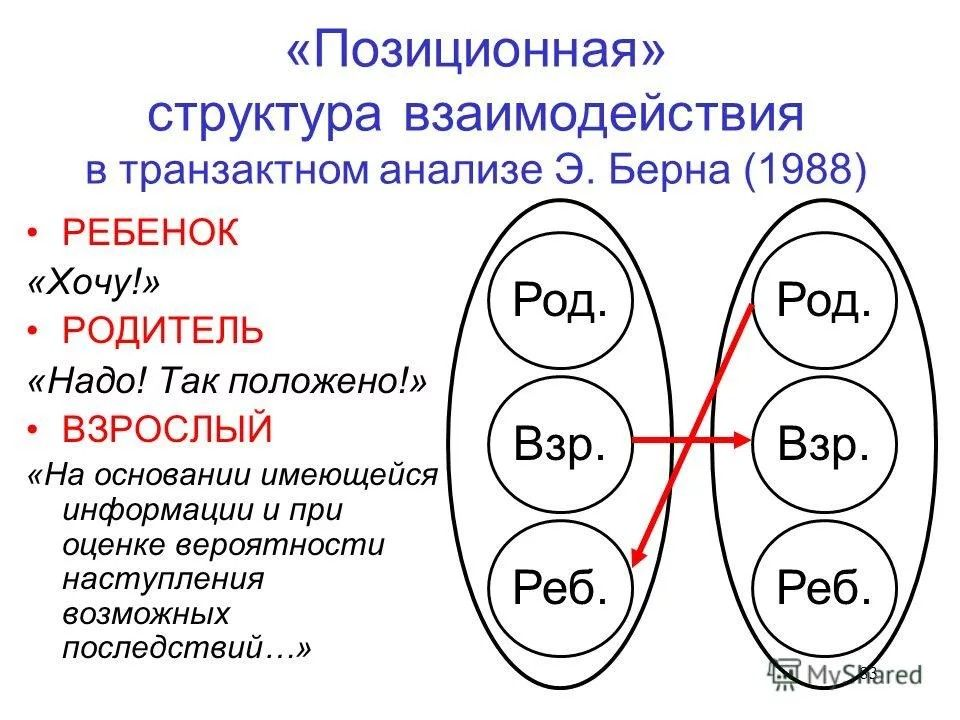 «Позиционная»
структура взаимодействия
в транзактном анализе Э. Берна (1988)
• РЕБЕНОК
«Хочу!»
• РОДИТЕЛЬ
«Надо! Так положено!»
• ВЗРОСЛЫЙ
«На основании имеющейся
информации и при
оценке вероятности
наступления
возможных
последствий…»
Род.
Род.
Взр.
Взр.
Реб.
Реб.
MyShared